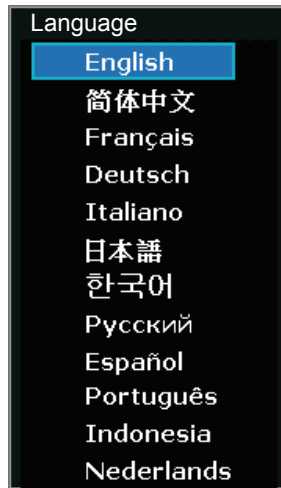 Language
English
简体中文
Français
Deutsch
Italiano
日本語
한국어
Русский
Español
Português
Indonesia
Nederlands